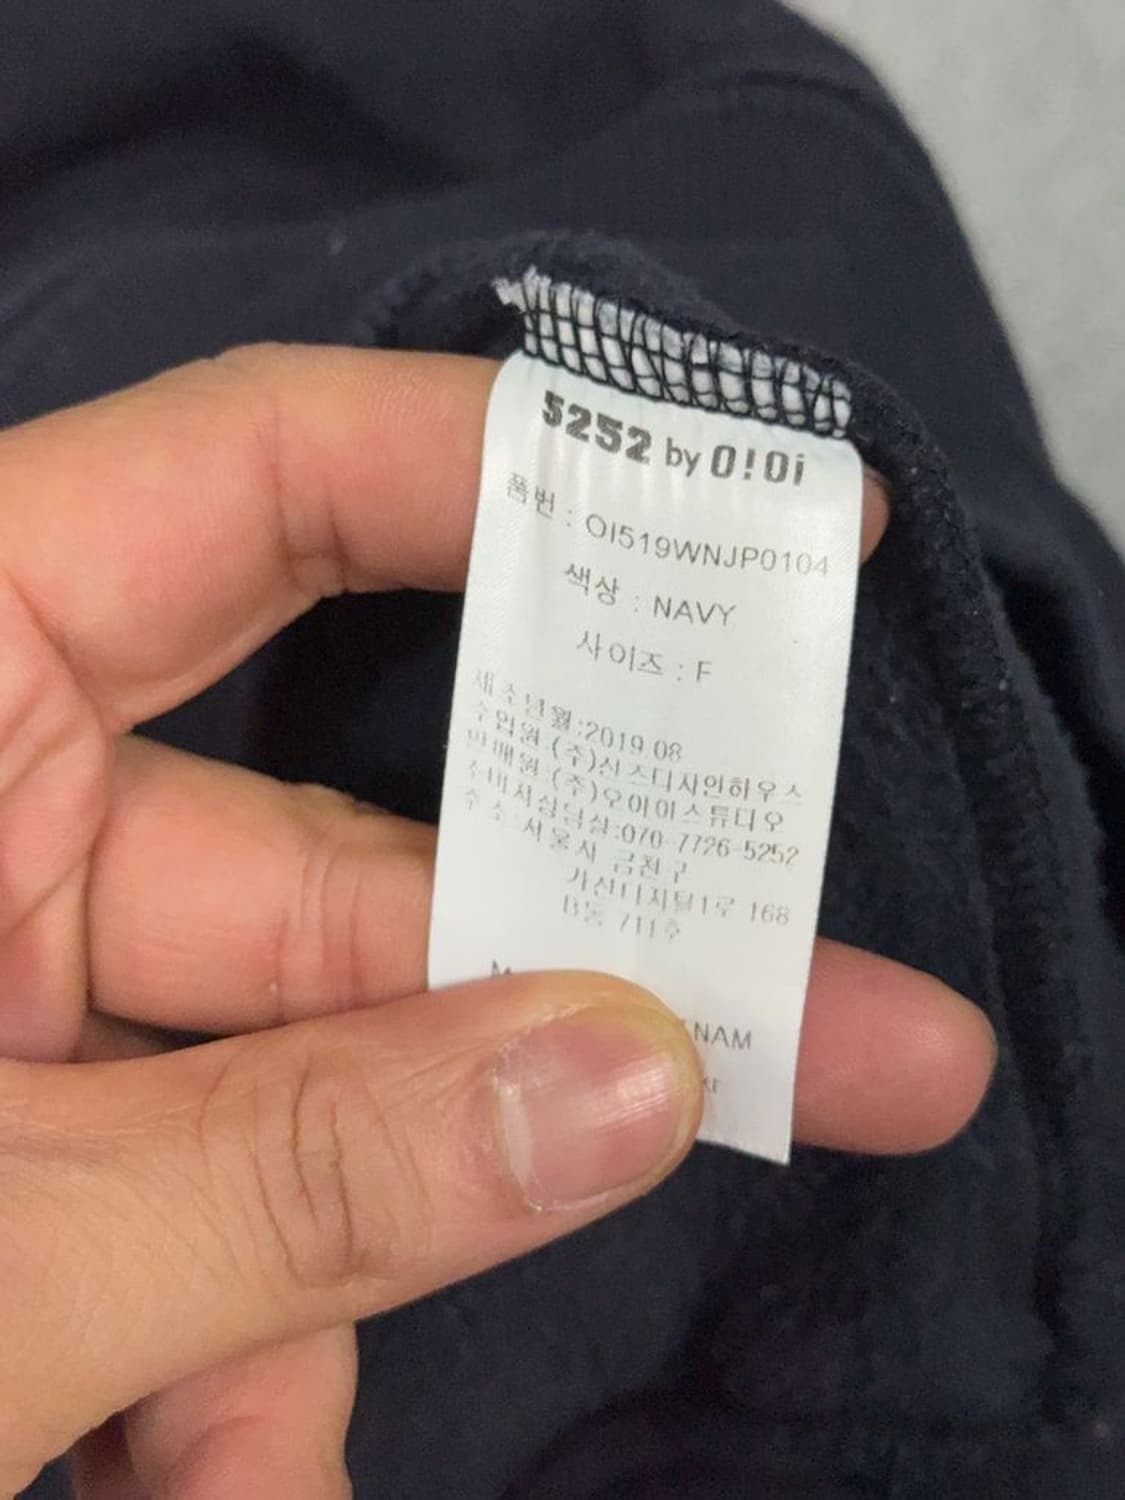 5252 by O!Oi
품번 : OI519WNJP0104
색상 : NAVY
사이즈 : F
제조년월:2019.08
수입원:(주)신스디자인하우스
판매원:(주)오아이스튜디오
소비자상담실:070-7726-5252
주소:서울시 금천구
가산디지털1로 168
B동 711호
M
NAM